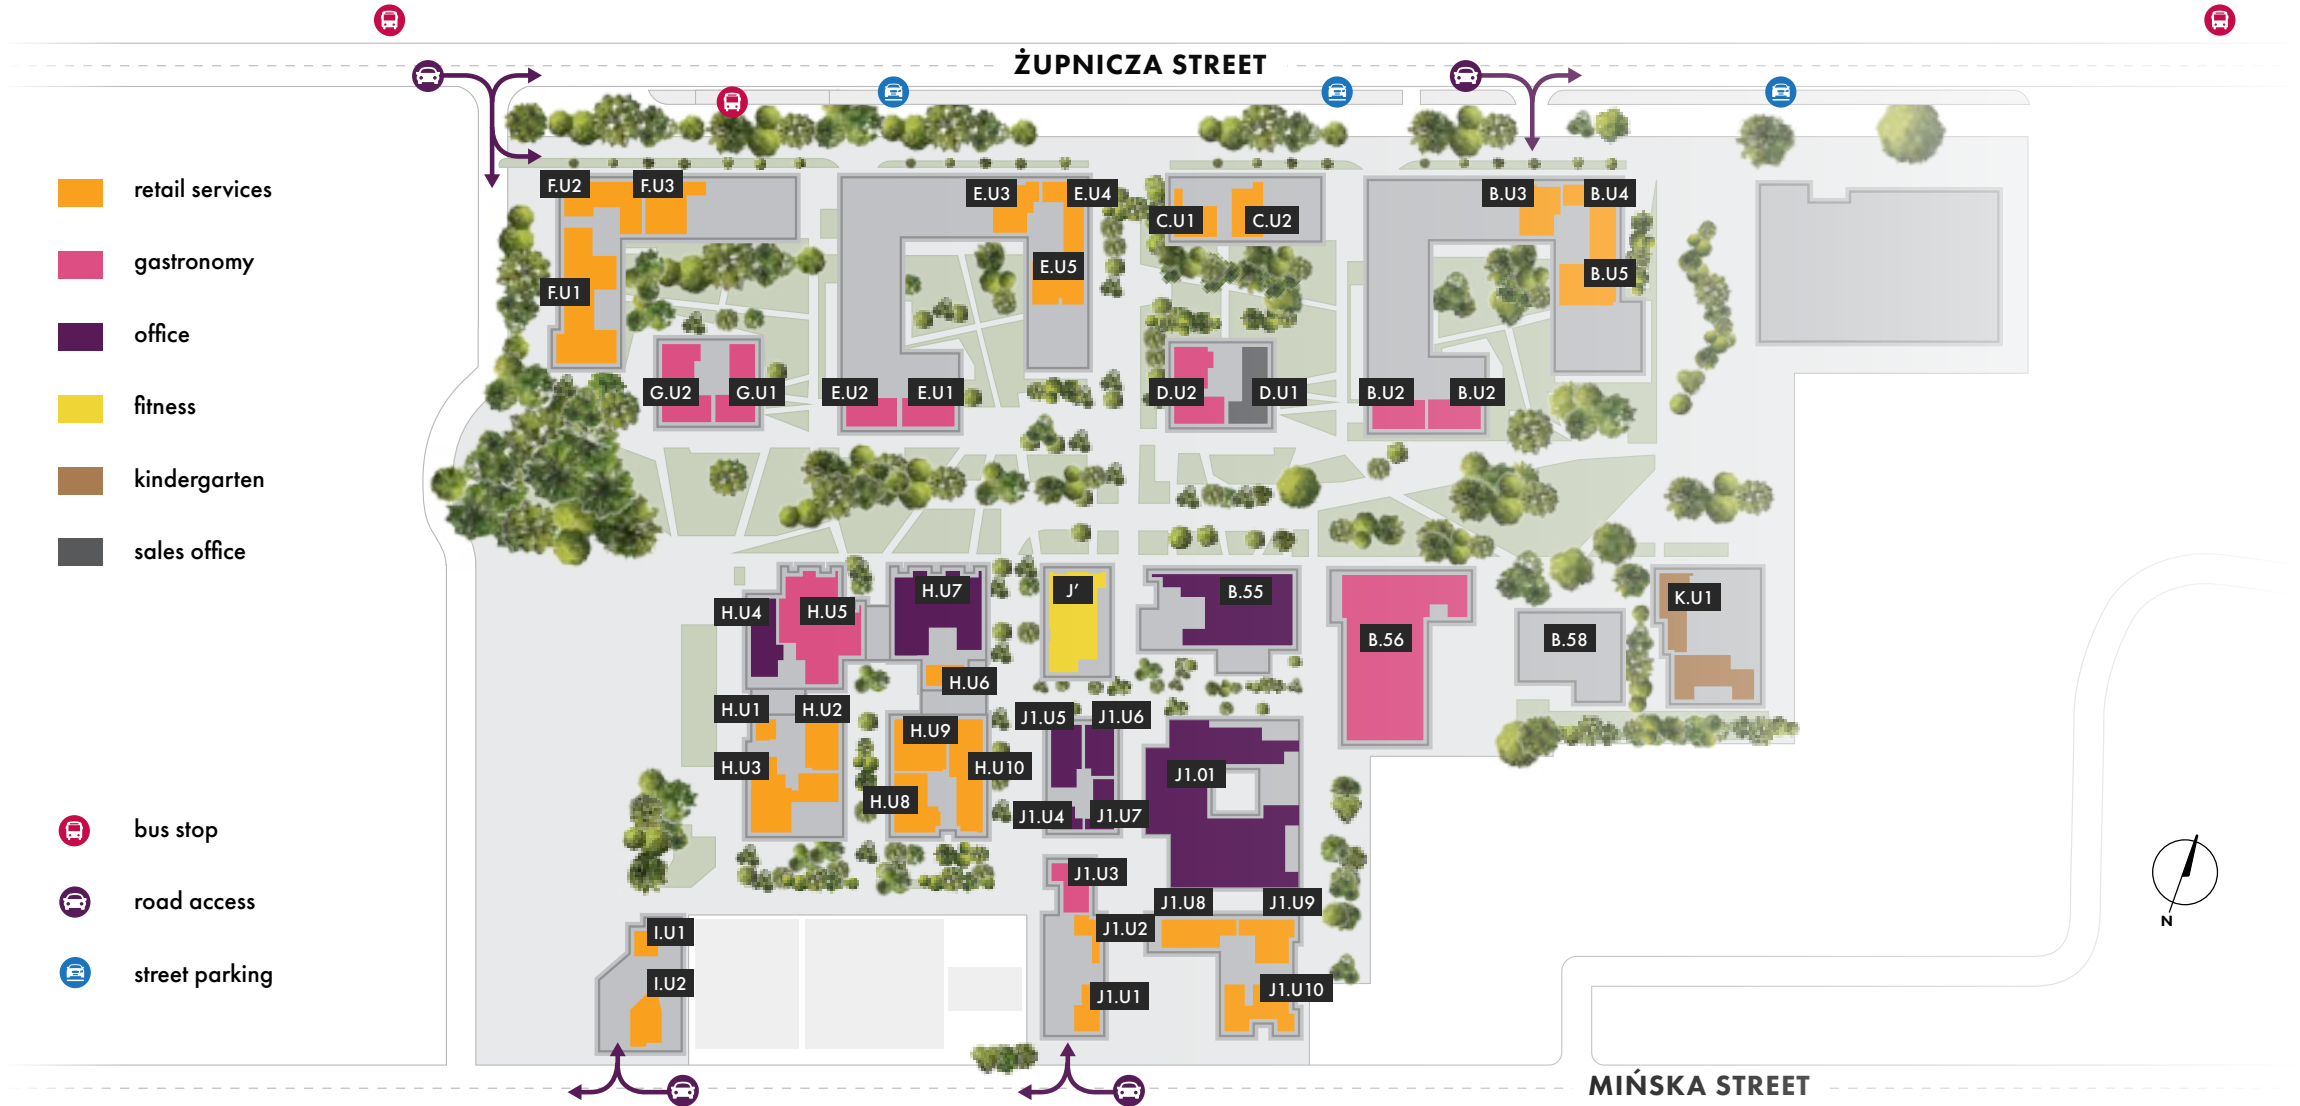 ŻUPNICZA STREET
retail services
gastronomy
office
fitness
kindergarten
sales office
bus stop
road access
street parking
F.U2
F.U3
E.U3
E.U4
C.U1
C.U2
B.U3
B.U4
F.U1
E.U5
B.U5
G.U2
G.U1
E.U2
E.U1
D.U2
D.U1
B.U2
B.U2
H.U4
H.U5
H.U7
J’
B.55
B.56
B.58
K.U1
H.U6
H.U1
H.U2
H.U9
J1.U5
J1.U6
H.U3
H.U10
H.U8
J1.01
J1.U4
J1.U7
J1.U3
J1.U8
J1.U9
I.U1
J1.U2
I.U2
J1.U1
J1.U10
N
MIŃSKA STREET